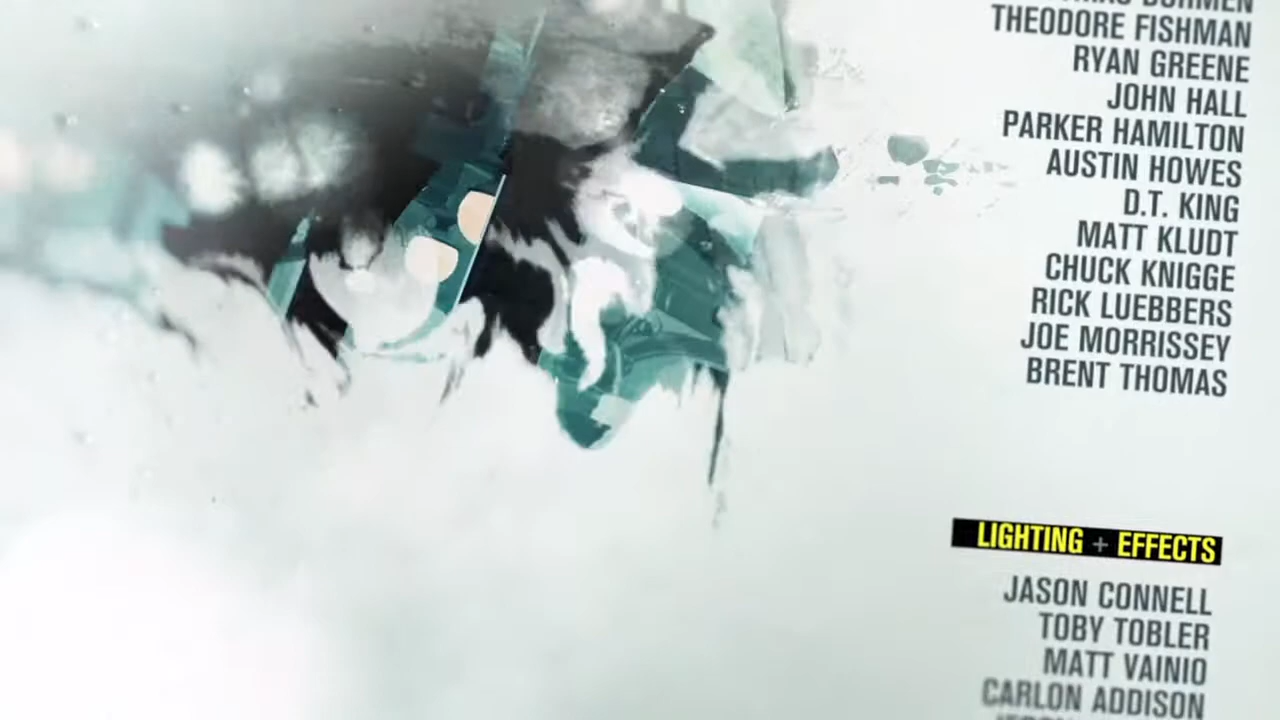 DOHMEN
THEODORE FISHMAN
RYAN GREENE
JOHN HALL
PARKER HAMILTON
AUSTIN HOWES
D.T. KING
MATT KLUDT
CHUCK KNIGGE
RICK LUEBBERS
JOE MORRISSEY
BRENT THOMAS
LIGHTING + EFFECTS
JASON CONNELL
TOBY TOBLER
MATT VAINIO
CARLON ADDISON